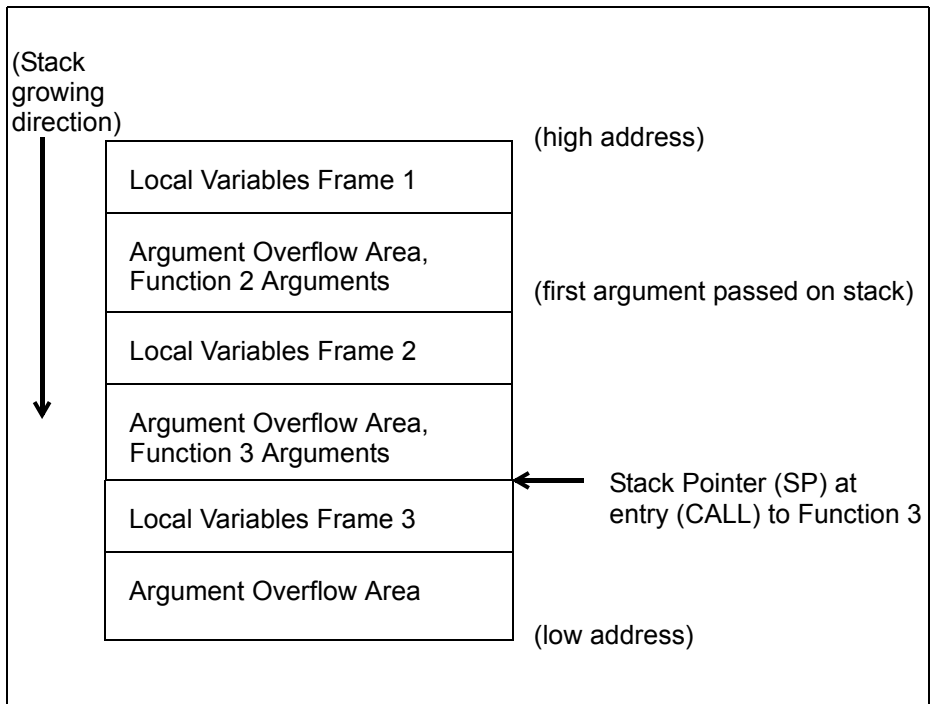 (Stack
growing
direction)
(high address)
Local Variables Frame 1
Argument Overflow Area,
Function 2 Arguments
(first argument passed on stack)
Local Variables Frame 2
Argument Overflow Area,
Function 3 Arguments
Stack Pointer (SP) at
entry (CALL) to Function 3
Local Variables Frame 3
Argument Overflow Area
(low address)